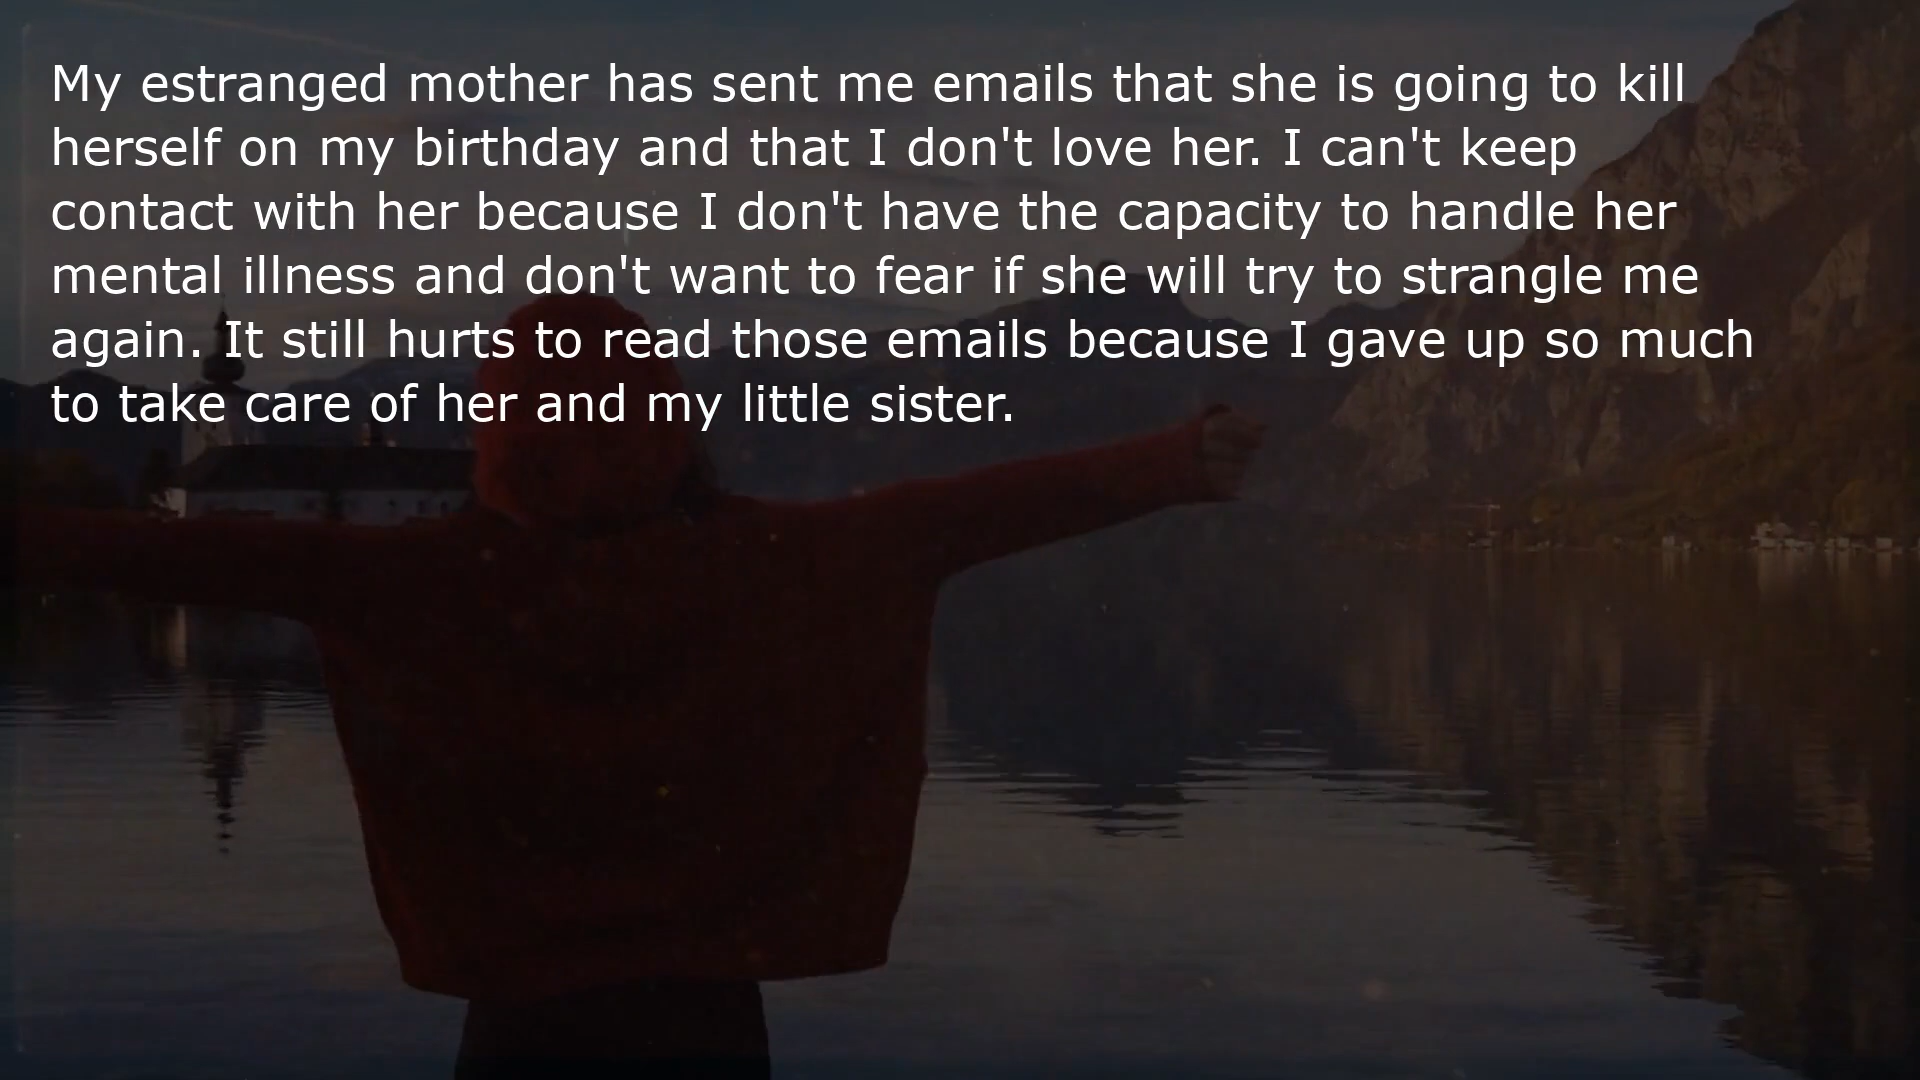 My estranged mother has sent me emails that she is going to kill
herself on my birthday and that I don't love her. I can't keep
contact with her because I don't have the capacity to handle her
mental illness and don't want to fear if she will try to strangle me
again. It still hurts to read those emails because I gave up so much
to take care of her and my little sister.